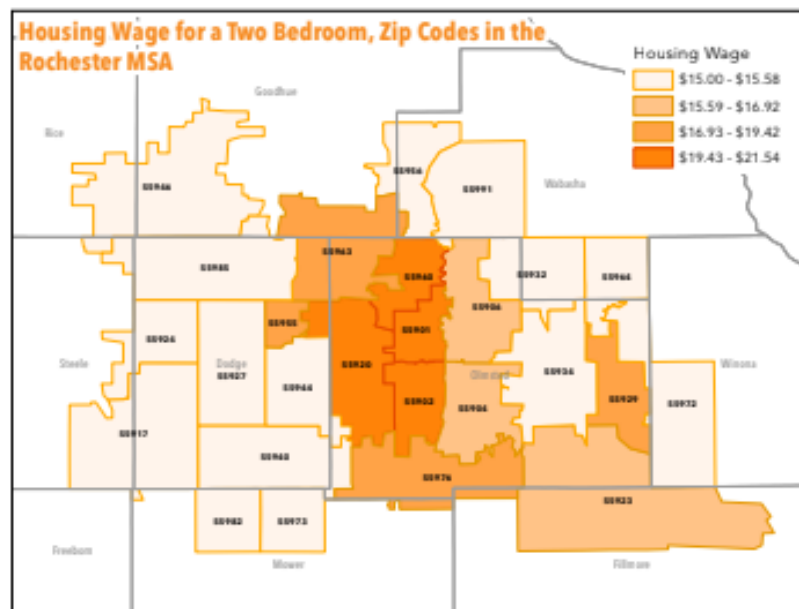 Housing Wage for a Two Bedroom, Zip Codes in the
Rochester MSA
Housing Wage
$15.00 - $15.58
$15.59 - $16.92
$16.93 - $19.42
$19.43 - $21.54
Goodhue
Rice
Wabasha
55946
55956
55991
55985
55963
55960
55932
55964
55906
55924
55955
55901
Steele
Dodge
55927
55920
55944
Olmsted
55934
Winona
55902
55904
55929
55972
55917
55940
55976
55923
55982
55973
Freeborn
Mower
Fillmore